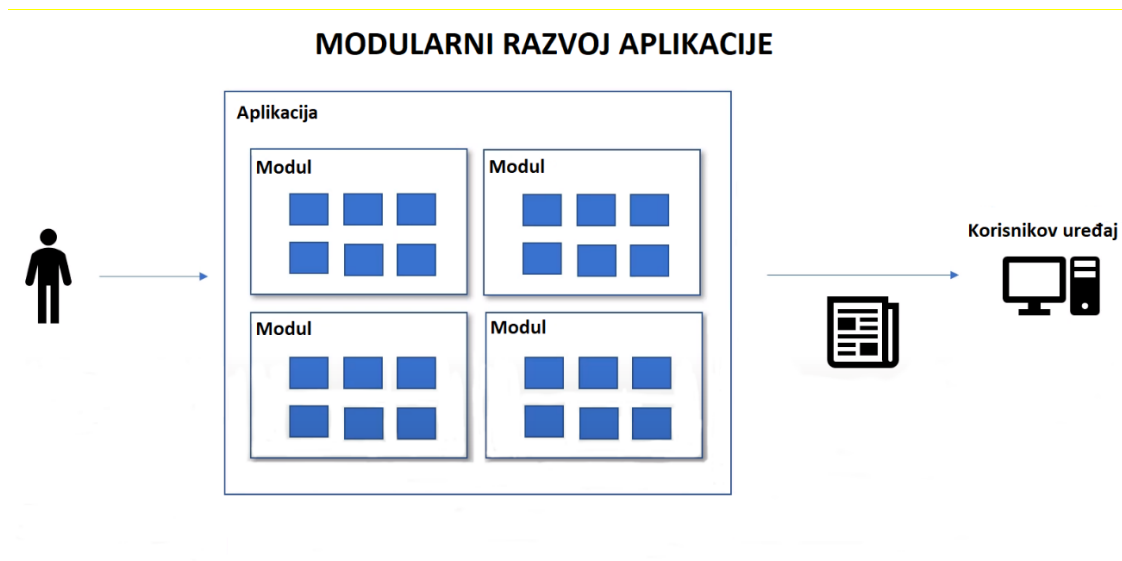 MODULARNI RAZVOJ APLIKACIJE
Aplikacija
Modul
Modul
Modul
Modul
Korisnikov uređaj